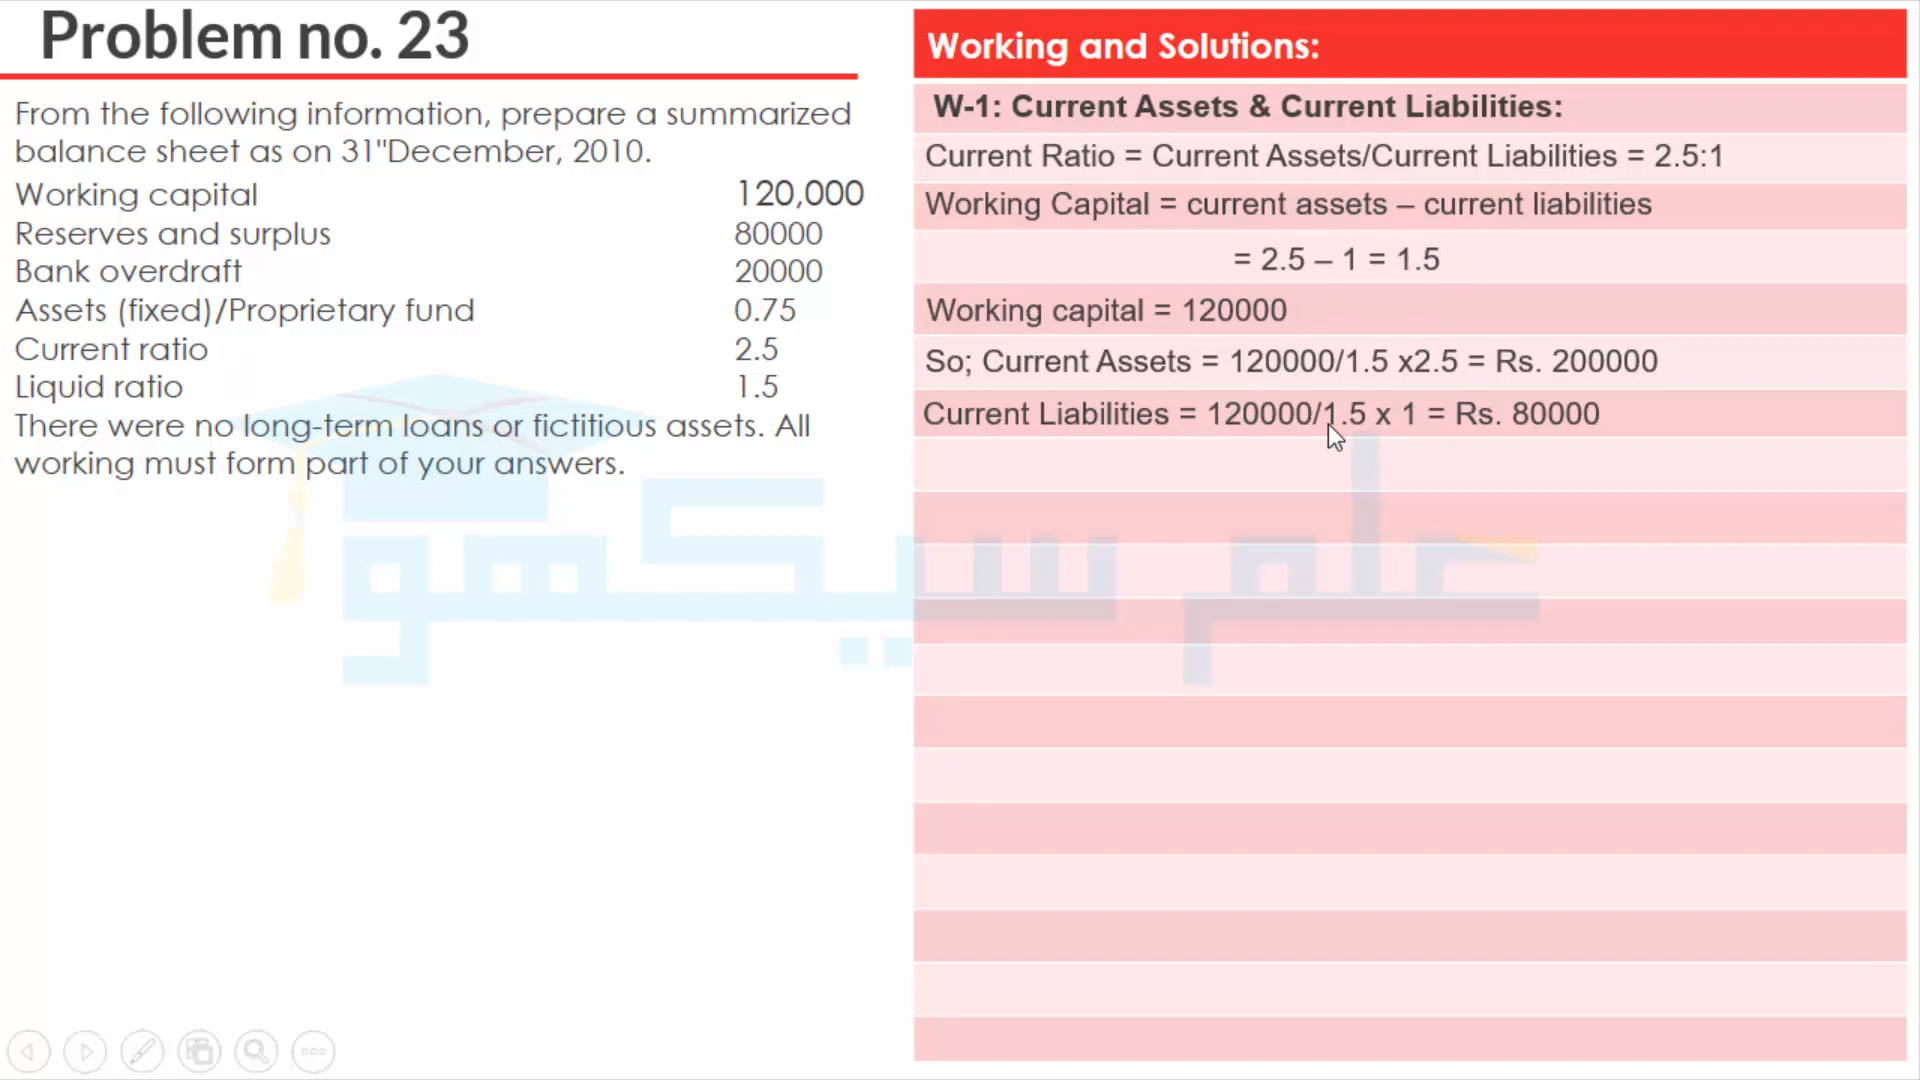 Problem no. 23
From the following information, prepare a summarized
balance sheet as on 31"December, 2010.
Working capital 120,000
Reserves and surplus 80000
Bank overdraft 20000
Assets (fixed)/Proprietary fund 0.75
Current ratio 2.5
Liquid ratio 1.5
There were no long-term loans or fictitious assets. All
working must form part of your answers.
Working and Solutions:
W-1: Current Assets & Current Liabilities:
Current Ratio = Current Assets/Current Liabilities = 2.5:1
Working Capital = current assets – current liabilities
= 2.5 – 1 = 1.5
Working capital = 120000
So; Current Assets = 120000/1.5 x2.5 = Rs. 200000
Current Liabilities = 120000/1.5 x 1 = Rs. 80000
علم سیکھو